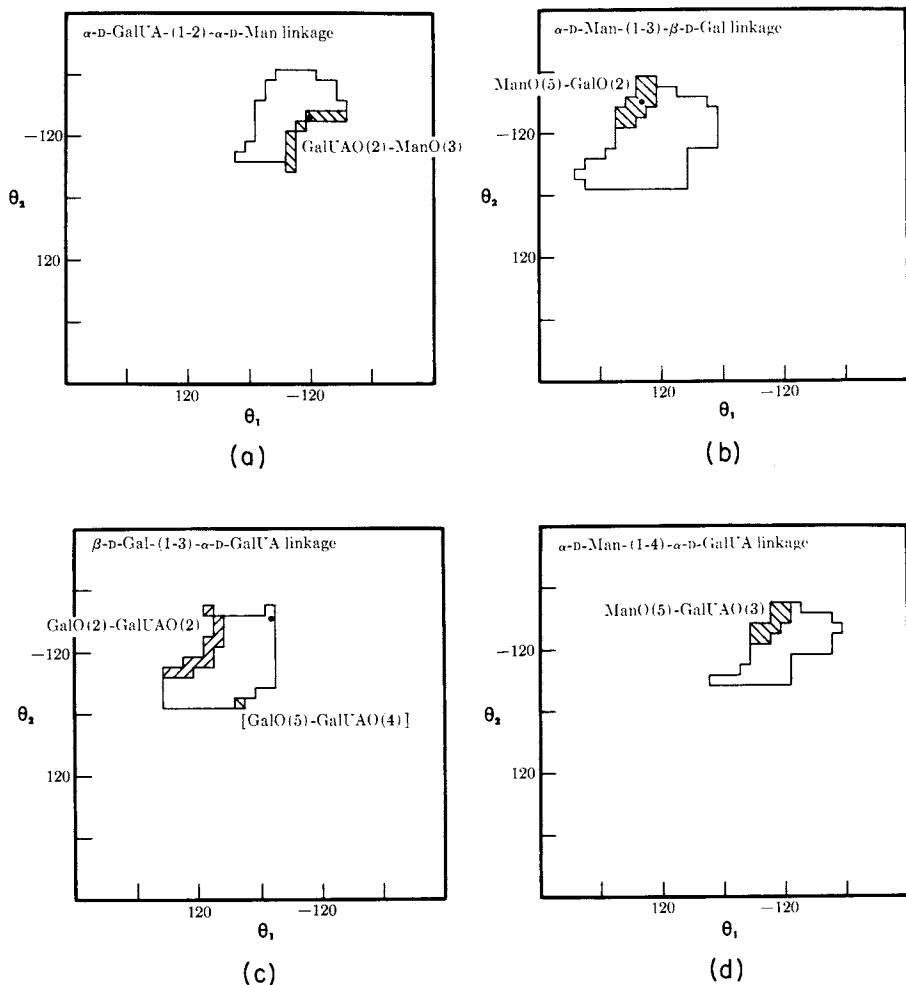 α-D-GalUA-(1-2)-α-D-Man linkage
-120
GalUAO(2)-ManO(3)
θ₂
120
120
-120
θ₁
(a)
α-D-Man-(1-3)-β-D-Gal linkage
ManO(5)-GalO(2)
-120
θ₂
120
120
-120
θ₁
(b)
β-D-Gal-(1-3)-α-D-GalUA linkage
GalO(2)-GalUAO(2)
-120
θ₂
[GalO(5)-GalUAO(4)]
120
120
-120
θ₁
(c)
α-D-Man-(1-4)-α-D-GalUA linkage
ManO(5)-GalUAO(3)
-120
θ₂
120
120
-120
θ₁
(d)